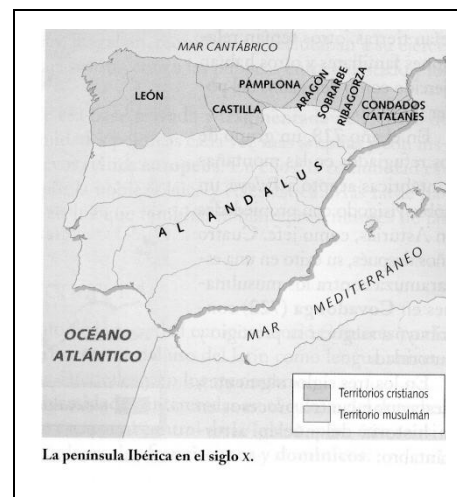 MAR CANTÁBRICO
LEÓN
CASTILLA
PAMPLONA
ARAGÓN
SOBRARBE
RIBAGORZA
CONDADOS
CATALANES
AL ANDALUS
MAR MEDITERRÁNEO
OCÉANO
ATLÁNTICO
Territorios cristianos
Territorio musulmán
La península Ibérica en el siglo X.